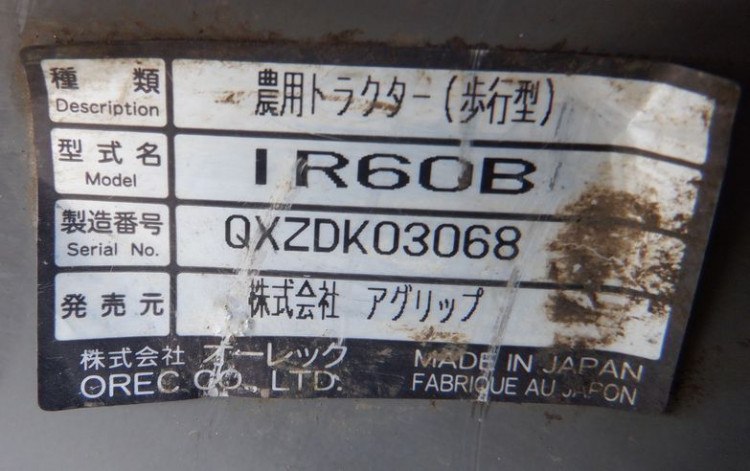 種類 農用トラクター(歩行型)
Description
型式名 IR60B
Model
製造番号 QXZDK03068
Serial No.
発売元 株式会社 アグリップ
株式会社 オーレック MADE IN JAPAN
OREC CO., LTD. FABRIQUE AU JAPON